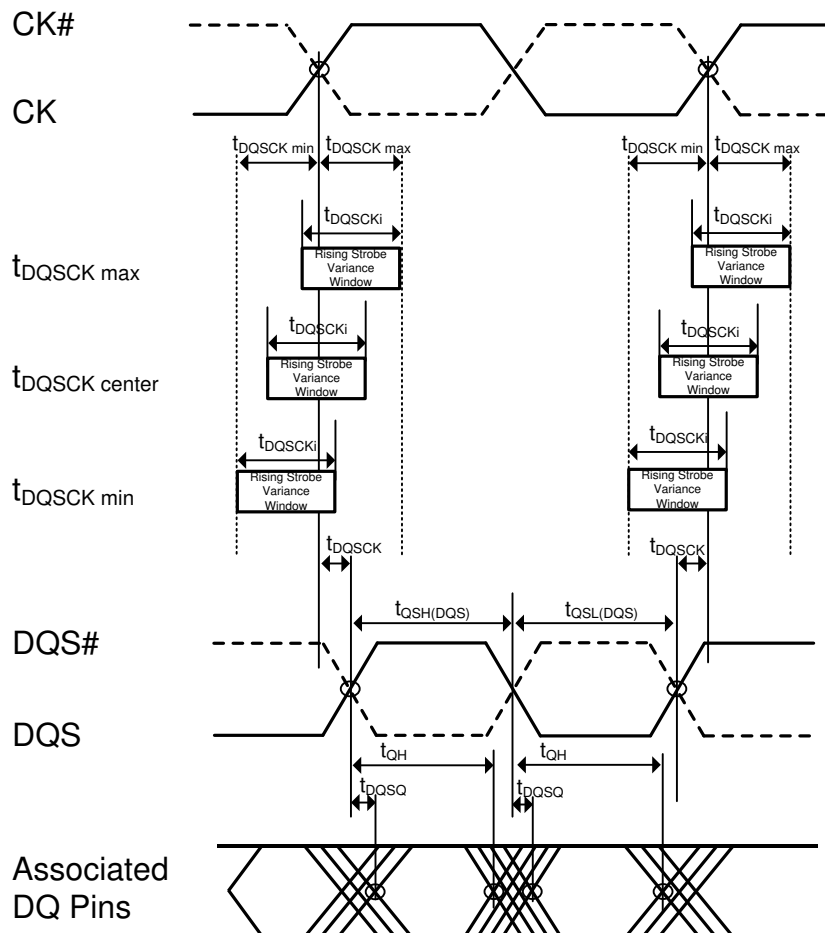 CK#
CK
tDQSCK min tDQSCK max
tDQSCK min tDQSCK max
tDQSCKi
tDQSCKi
tDQSCK max
Rising Strobe
Variance
Window
Rising Strobe
Variance
Window
tDQSCKi
tDQSCKi
tDQSCK center
Rising Strobe
Variance
Window
Rising Strobe
Variance
Window
tDQSCKi
tDQSCKi
tDQSCK min
Rising Strobe
Variance
Window
Rising Strobe
Variance
Window
tDQSCK
tDQSCK
tQSH(DQS)
tQSL(DQS)
DQS#
DQS
tQH
tQH
tDQSQ
tDQSQ
Associated
DQ Pins